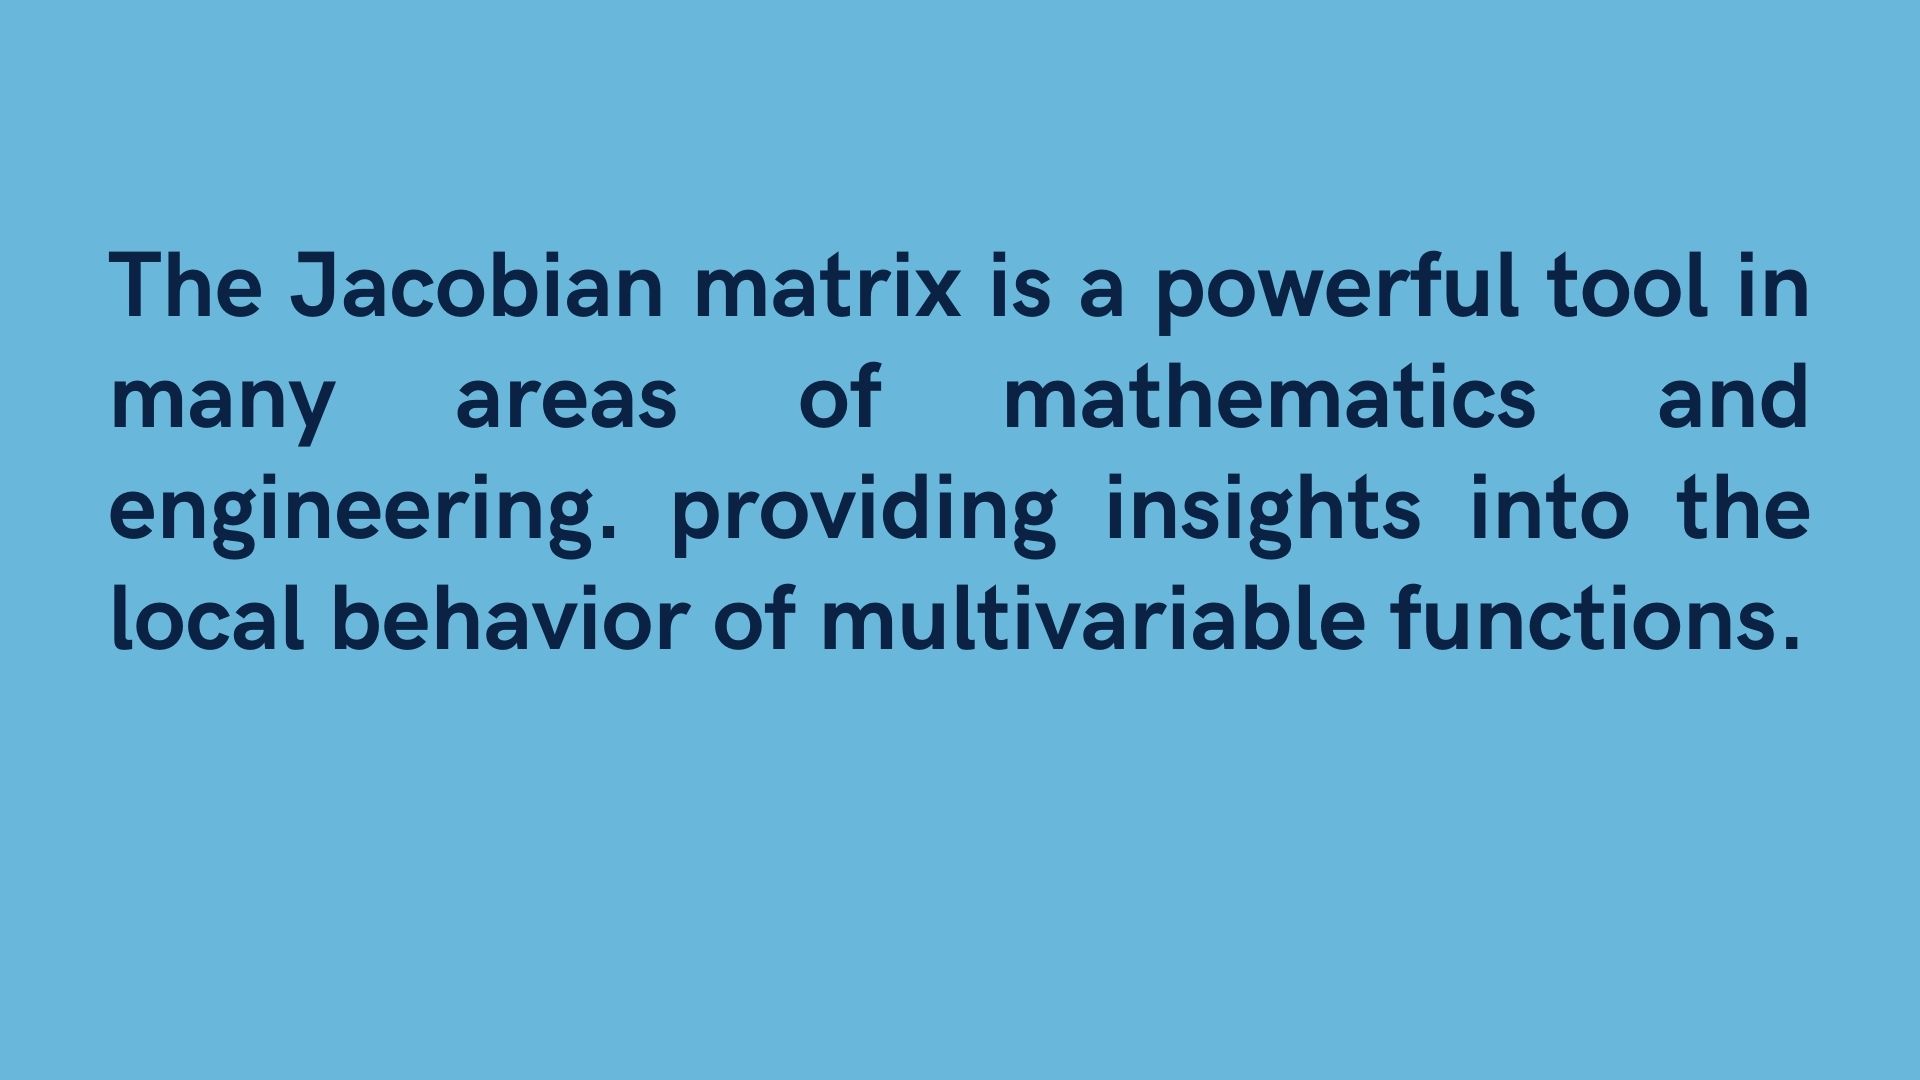 The Jacobian matrix is a powerful tool in
many areas of mathematics and
engineering. providing insights into the
local behavior of multivariable functions.